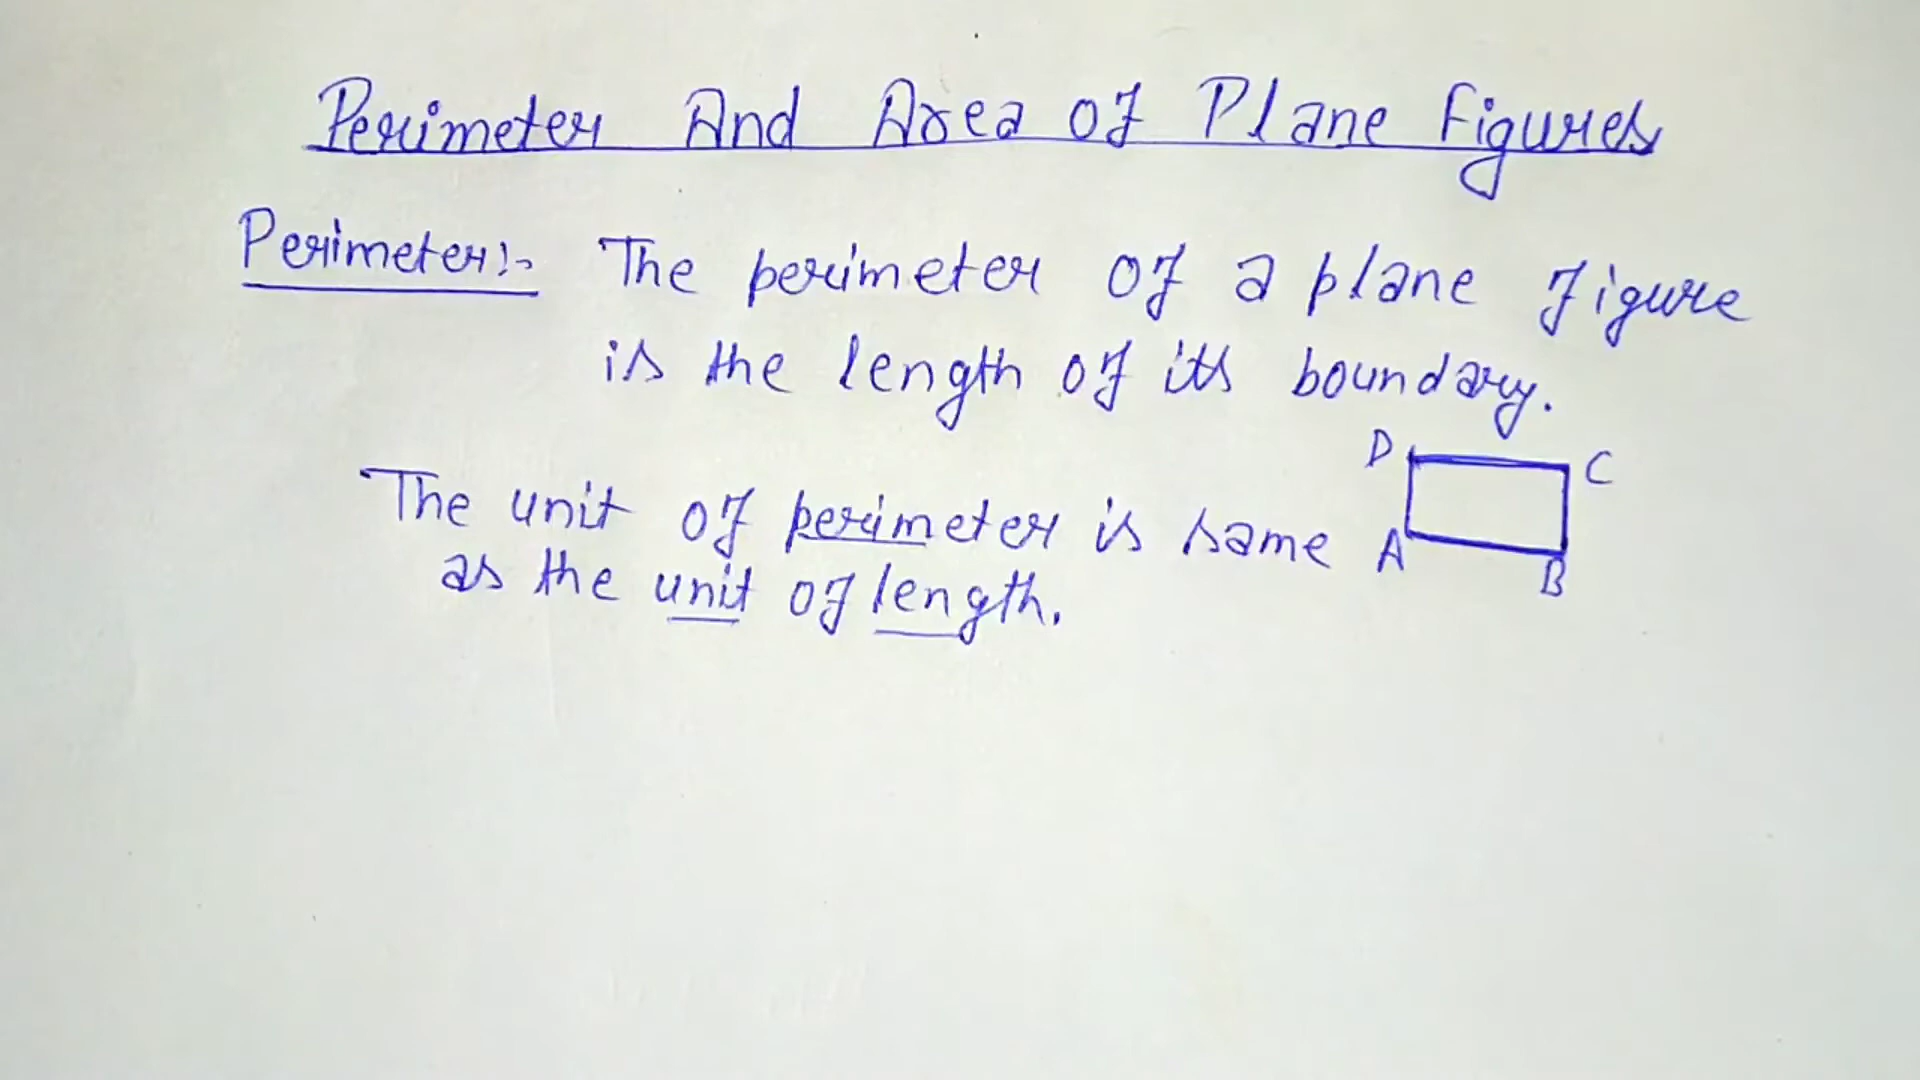 Perimeter And Area of Plane Figures
Perimeter:- The perimeter of a plane figure
is the length of its boundary.
D C
The unit of perimeter is same A
as the unit of length. B